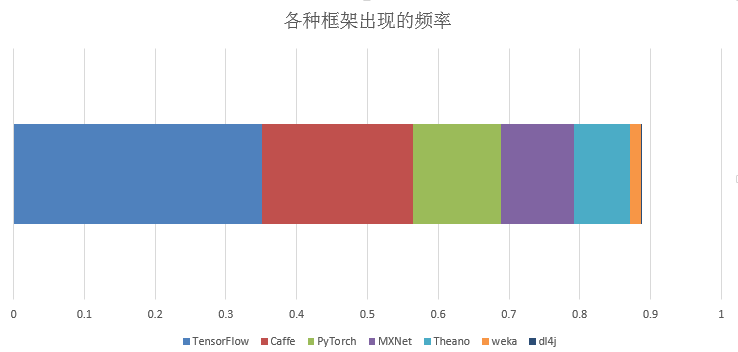 各种框架出现的频率
0 0.1 0.2 0.3 0.4 0.5 0.6 0.7 0.8 0.9 1
TensorFlow Caffe PyTorch MXNet Theano weka dl4j